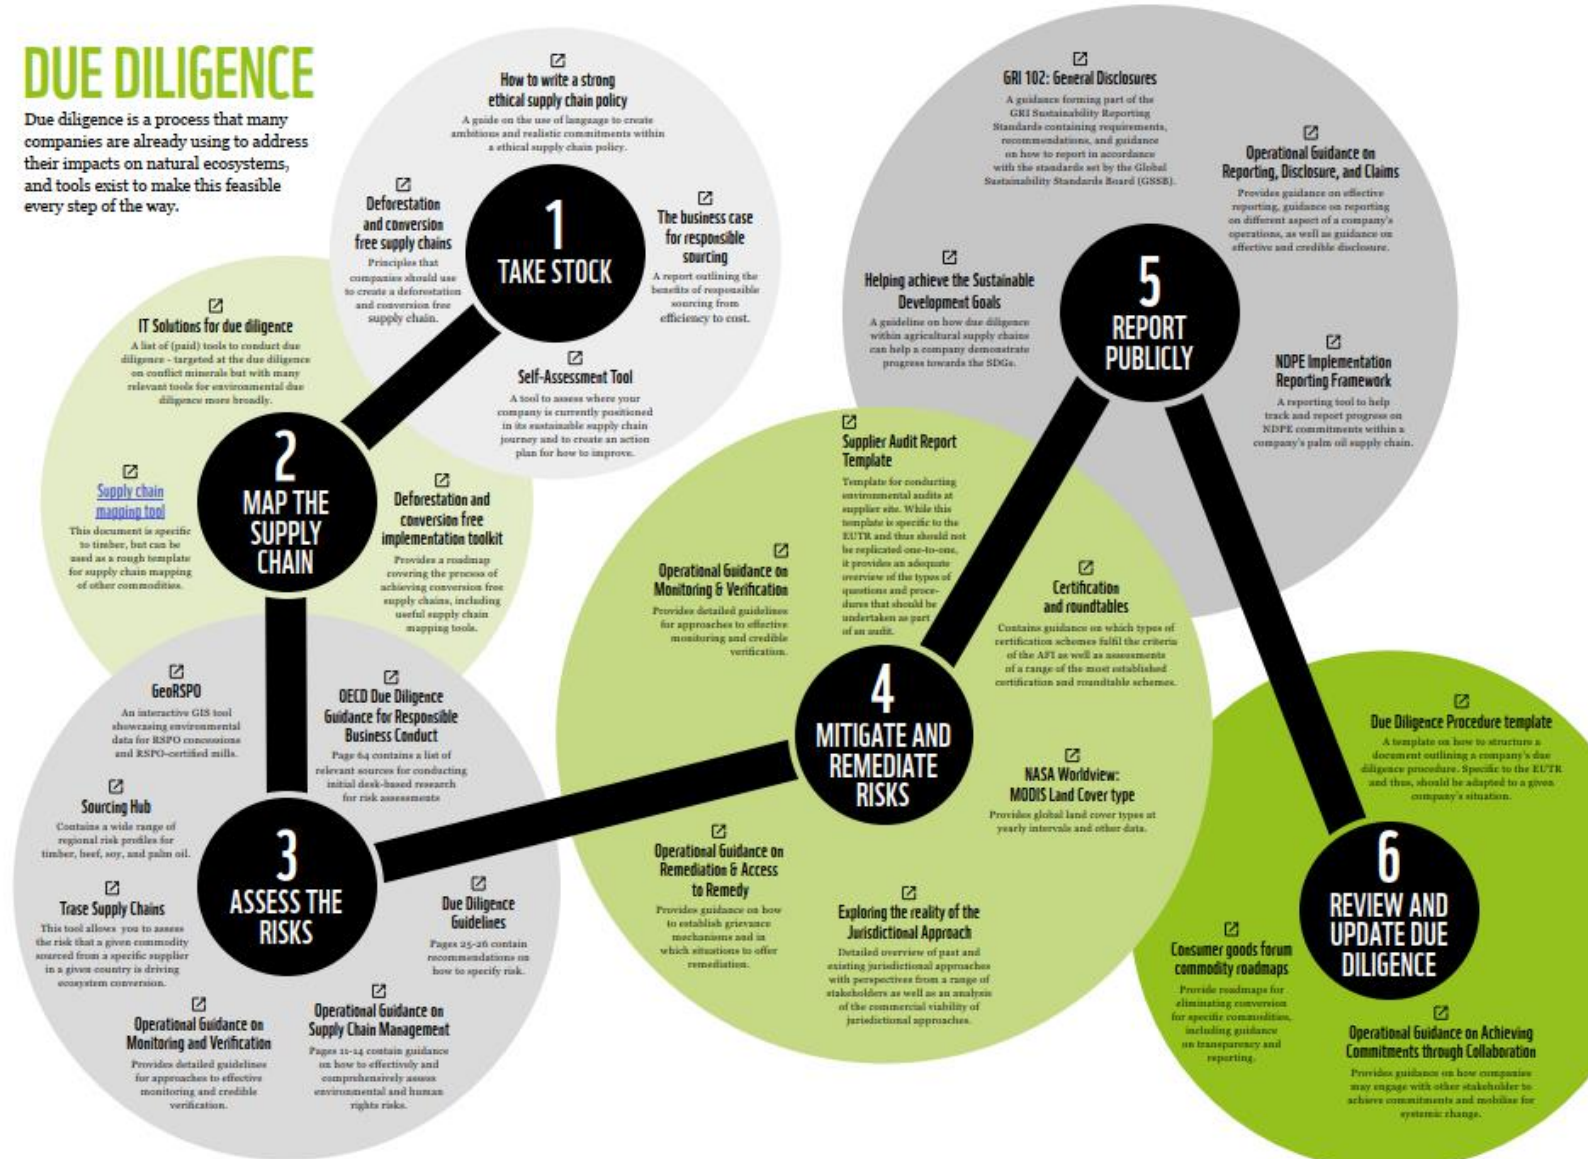 DUE DILIGENCE
Due diligence is a process that many
companies are already using to address
their impacts on natural ecosystems,
and tools exist to make this feasible
every step of the way.
How to write a strong
ethical supply chain policy
A guide on the use of language to create
ambitious and realistic commitments within
a ethical supply chain policy.
Deforestation
and conversion
free supply chains
Principles that
companies should use
to create a deforestation
and conversion free
supply chain.
1
TAKE STOCK
The business case
for responsible
sourcing
A report outlining the
benefits of responsible
sourcing from
efficiency to cost.
Self-Assessment Tool
A tool to assess where your
company is currently positioned
in its sustainable supply chain
journey and to create an action
plan for how to improve.
IT Solutions for due diligence
A list of (paid) tools to conduct due
diligence - targeted at the due diligence
on conflict minerals but with many
relevant tools for environmental due
diligence more broadly.
2
MAP THE
SUPPLY
CHAIN
Supply chain
mapping tool
This document is specific
to timber, but can be
used as a rough template
for supply chain mapping
of other commodities.
Deforestation and
conversion free
implementation toolkit
Provides a roadmap
covering the process of
achieving conversion free
supply chains, including
useful supply chain
mapping tools.
GeoRSPO
An interactive GIS tool
showcasing environmental
data for RSPO concessions
and RSPO-certified mills.
OECD Due Diligence
Guidance for Responsible
Business Conduct
Page 64 contains a list of
relevant sources for conducting
initial desk-based research
for risk assessments
Sourcing Hub
Contains a wide range of
regional risk profiles for
timber, beef, soy, and palm oil.
3
ASSESS THE
RISKS
Trase Supply Chains
This tool allows you to assess
the risk that a given commodity
sourced from a specific supplier
in a given country is driving
ecosystem conversion.
Due Diligence
Guidelines
Pages 25-26 contain
recommendations on
how to specify risk.
Operational Guidance on
Monitoring and Verification
Provides detailed guidelines
for approaches to effective
monitoring and credible
verification.
Operational Guidance on
Supply Chain Management
Pages 11-14 contain guidance
on how to effectively and
comprehensively assess
environmental and human
rights risks.
Supplier Audit Report
Template
Template for conducting
environmental audits at
supplier site. While this
template is specific to the
EUTR and thus should not
be replicated one-to-one,
it provides an adequate
overview of the types of
questions and proce-
dures that should be
undertaken as part
of an audit.
Operational Guidance on
Monitoring & Verification
Provides detailed guidelines
for approaches to effective
monitoring and credible
verification.
Certification
and roundtables
Contains guidance on which types of
certification schemes fulfil the criteria
of the AFI as well as assessments
of a range of the most established
certification and roundtable schemes.
4
MITIGATE AND
REMEDIATE
RISKS
NASA Worldview:
MODIS Land Cover type
Provides global land cover types at
yearly intervals and other data.
Operational Guidance on
Remediation & Access
to Remedy
Provides guidance on how
to establish grievance
mechanisms and in
which situations to offer
remediation.
Exploring the reality of the
Jurisdictional Approach
Detailed overview of past and
existing jurisdictional approaches
with perspectives from a range of
stakeholders as well as an analysis
of the commercial viability of
jurisdictional approaches.
GRI 102: General Disclosures
A guidance forming part of the
GRI Sustainability Reporting
Standards containing requirements,
recommendations, and guidance
on how to report in accordance
with the standards set by the Global
Sustainability Standards Board (GSSB).
Operational Guidance on
Reporting, Disclosure, and Claims
Provides guidance on effective
reporting, guidance on reporting
on different aspect of a company's
operations, as well as guidance on
effective and credible disclosure.
Helping achieve the Sustainable
Development Goals
A guideline on how due diligence
within agricultural supply chains
can help a company demonstrate
progress towards the SDGs.
5
REPORT
PUBLICLY
NDPE Implementation
Reporting Framework
A reporting tool to help
track and report progress on
NDPE commitments within a
company's palm oil supply chain.
Due Diligence Procedure template
A template on how to structure a
document outlining a company's due
diligence procedure. Specific to the EUTR
and thus, should be adapted to a given
company's situation.
6
REVIEW AND
UPDATE DUE
DILIGENCE
Consumer goods forum
commodity roadmaps
Provide roadmaps for
eliminating conversion
for specific commodities,
including guidance
on transparency and
reporting.
Operational Guidance on Achieving
Commitments through Collaboration
Provides guidance on how companies
may engage with other stakeholder to
achieve commitments and mobilise for
systemic change.